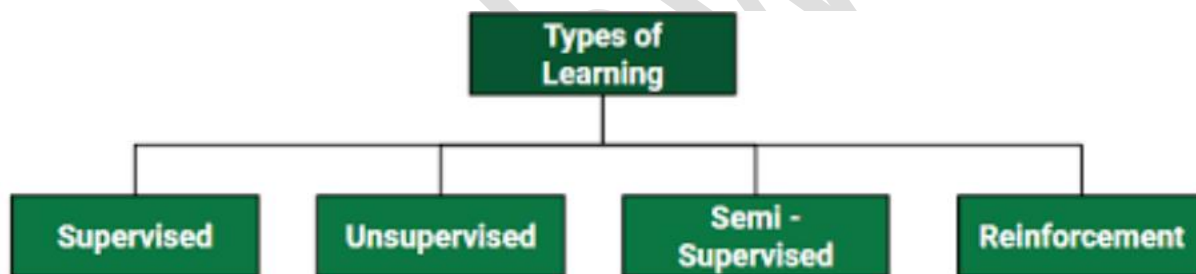 Types of
Learning
Supervised
Unsupervised
Semi -
Supervised
Reinforcement